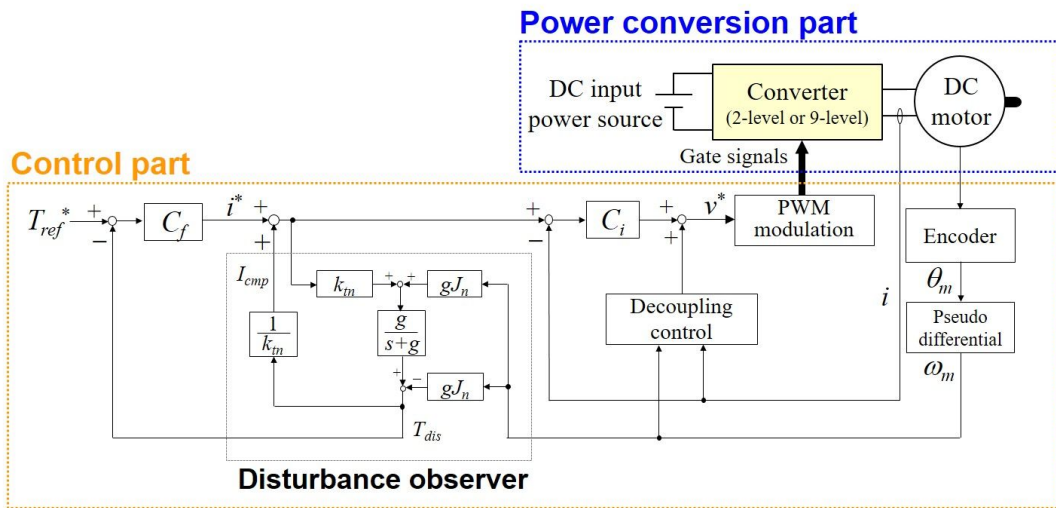 Power conversion part
DC input
power source
Converter
(2-level or 9-level)
DC
motor
Gate signals
Control part
T_ref*
+
−
C_f
i*
+
+
+
−
C_i
+
+
v*
PWM
modulation
Encoder
θ_m
i
Pseudo
differential
ω_m
I_cmp
k_tn
+
+
gJ_n
1
k_tn
g
s+g
Decoupling
control
+
−
gJ_n
T_dis
Disturbance observer